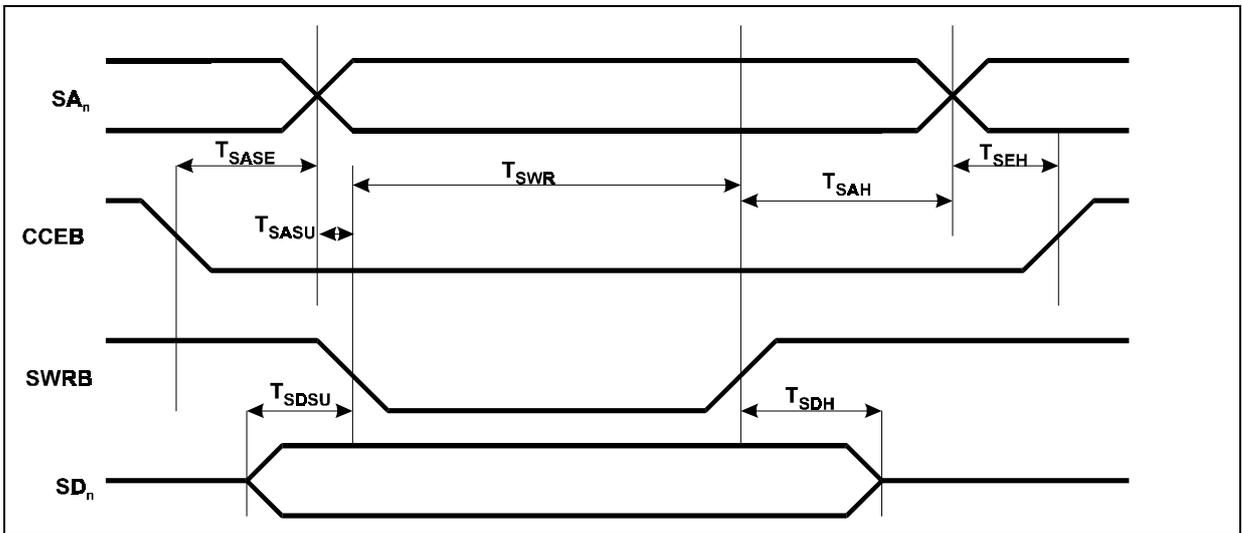 SAn
TSASE
TSWR
TSEH
TSAH
TSASU
CCEB
SWRB
TSDSU
TSDH
SDn